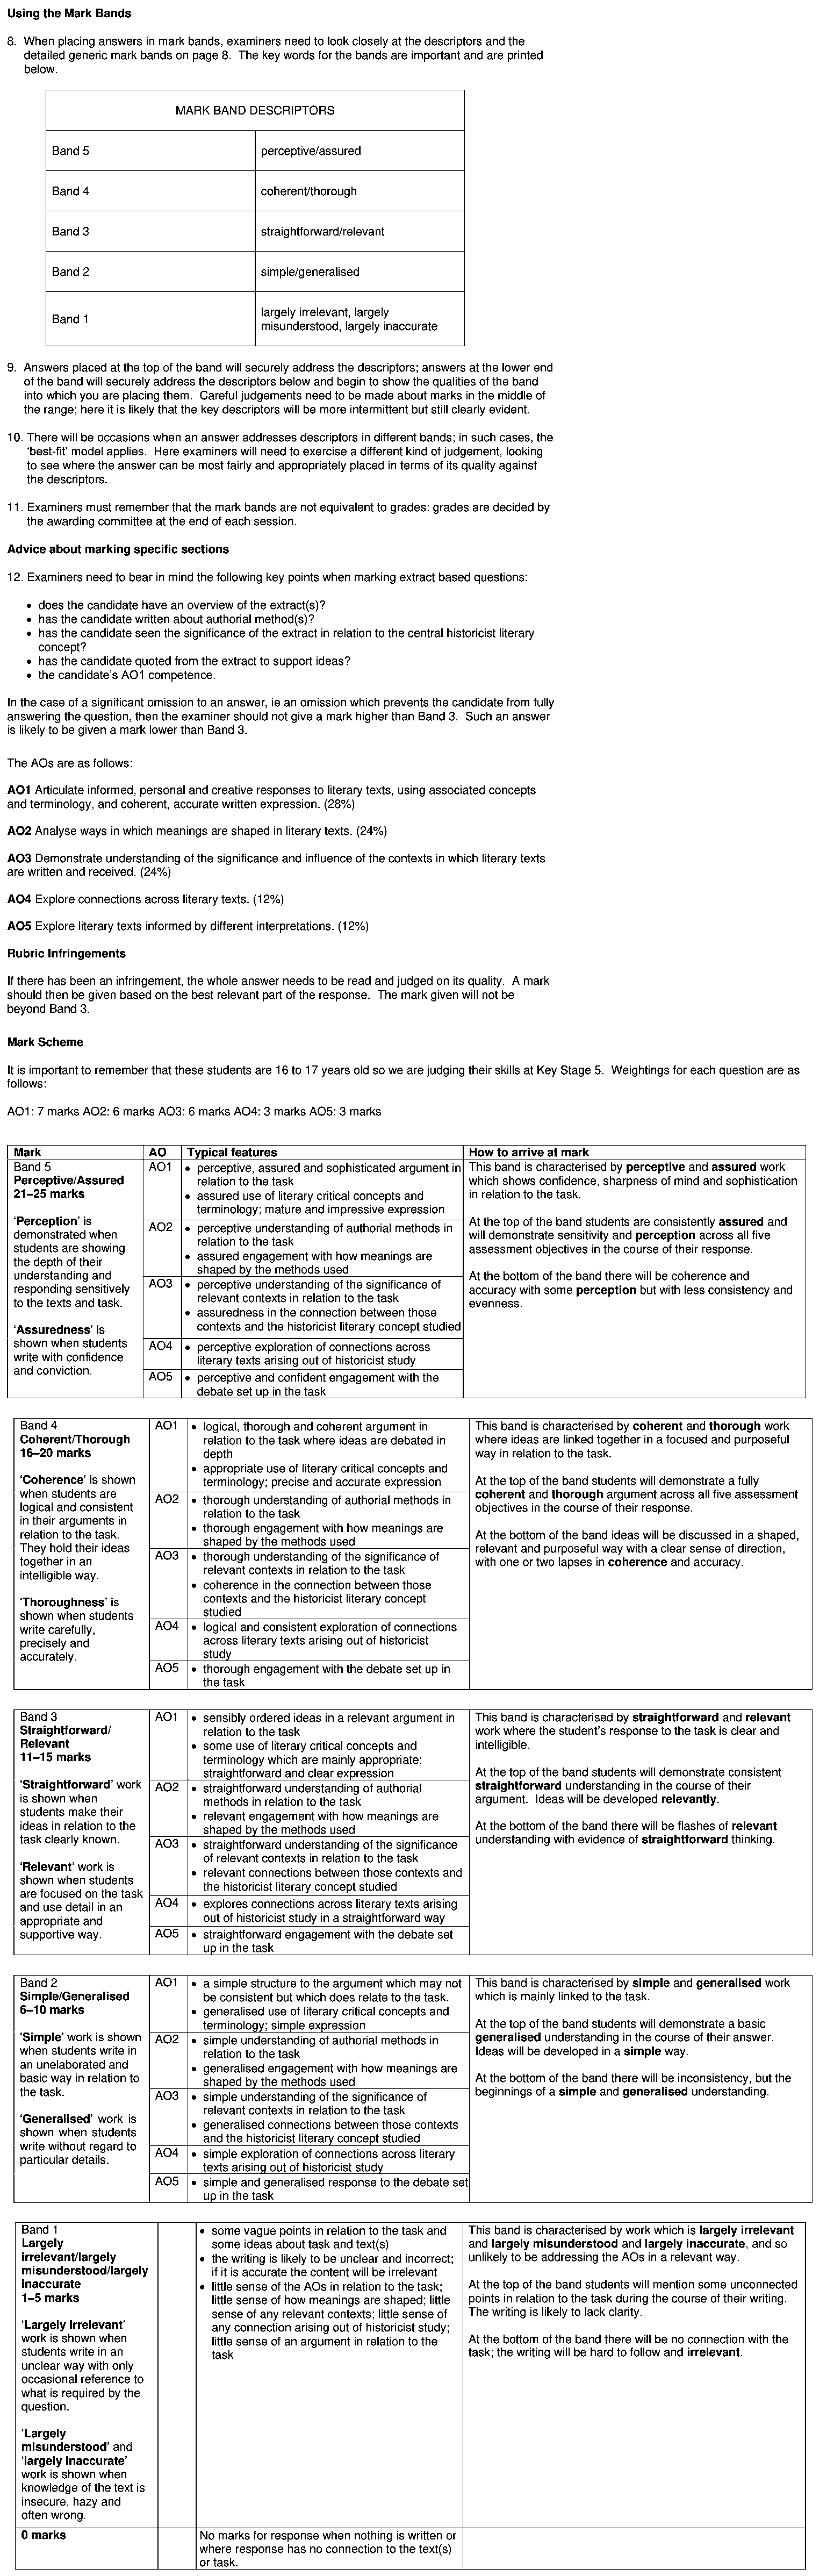 Using the Mark Bands
8. When placing answers in mark bands, examiners need to look closely at the descriptors and the
detailed generic mark bands on page 8. The key words for the bands are important and are printed
below.
MARK BAND DESCRIPTORS
Band 5 perceptive/assured
Band 4 coherent/thorough
Band 3 straightforward/relevant
Band 2 simple/generalised
Band 1 largely irrelevant, largely
misunderstood, largely inaccurate
9. Answers placed at the top of the band will securely address the descriptors; answers at the lower end
of the band will securely address the descriptors below and begin to show the qualities of the band
into which you are placing them. Careful judgements need to be made about marks in the middle of
the range; here it is likely that the key descriptors will be more intermittent but still clearly evident.
10. There will be occasions when an answer addresses descriptors in different bands; in such cases, the
'best-fit' model applies. Here examiners will need to exercise a different kind of judgement, looking
to see where the answer can be most fairly and appropriately placed in terms of its quality against
the descriptors.
11. Examiners must remember that the mark bands are not equivalent to grades: grades are decided by
the awarding committee at the end of each session.
Advice about marking specific sections
12. Examiners need to bear in mind the following key points when marking extract based questions:
• does the candidate have an overview of the extract(s)?
• has the candidate written about authorial method(s)?
• has the candidate seen the significance of the extract in relation to the central historicist literary
concept?
• has the candidate quoted from the extract to support ideas?
• the candidate's AO1 competence.
In the case of a significant omission to an answer, ie an omission which prevents the candidate from fully
answering the question, then the examiner should not give a mark higher than Band 3. Such an answer
is likely to be given a mark lower than Band 3.
The AOs are as follows:
AO1 Articulate informed, personal and creative responses to literary texts, using associated concepts
and terminology, and coherent, accurate written expression. (28%)
AO2 Analyse ways in which meanings are shaped in literary texts. (24%)
AO3 Demonstrate understanding of the significance and influence of the contexts in which literary texts
are written and received. (24%)
AO4 Explore connections across literary texts. (12%)
AO5 Explore literary texts informed by different interpretations. (12%)
Rubric Infringements
If there has been an infringement, the whole answer needs to be read and judged on its quality. A mark
should then be given based on the best relevant part of the response. The mark given will not be
beyond Band 3.
Mark Scheme
It is important to remember that these students are 16 to 17 years old so we are judging their skills at Key Stage 5. Weightings for each question are as
follows:
AO1: 7 marks AO2: 6 marks AO3: 6 marks AO4: 3 marks AO5: 3 marks
Mark AO Typical features How to arrive at mark
Band 5
Perceptive/Assured
21–25 marks
'Perception' is
demonstrated when
students are showing
the depth of their
understanding and
responding sensitively
to the texts and task.
'Assuredness' is
shown when students
write with confidence
and conviction.
AO1
• perceptive, assured and sophisticated argument in
relation to the task
• assured use of literary critical concepts and
terminology; mature and impressive expression
AO2
• perceptive understanding of authorial methods in
relation to the task
• assured engagement with how meanings are
shaped by the methods used
AO3
• perceptive understanding of the significance of
relevant contexts in relation to the task
• assuredness in the connection between those
contexts and the historicist literary concept studied
AO4
• perceptive exploration of connections across
literary texts arising out of historicist study
AO5
• perceptive and confident engagement with the
debate set up in the task
This band is characterised by perceptive and assured work
which shows confidence, sharpness of mind and sophistication
in relation to the task.
At the top of the band students are consistently assured and
will demonstrate sensitivity and perception across all five
assessment objectives in the course of their response.
At the bottom of the band there will be coherence and
accuracy with some perception but with less consistency and
evenness.
Band 4
Coherent/Thorough
16–20 marks
'Coherence' is shown
when students are
logical and consistent
in their arguments in
relation to the task.
They hold their ideas
together in an
intelligible way.
'Thoroughness' is
shown when students
write carefully,
precisely and
accurately.
AO1
• logical, thorough and coherent argument in
relation to the task where ideas are debated in
depth
• appropriate use of literary critical concepts and
terminology; precise and accurate expression
AO2
• thorough understanding of authorial methods in
relation to the task
• thorough engagement with how meanings are
shaped by the methods used
AO3
• thorough understanding of the significance of
relevant contexts in relation to the task
• coherence in the connection between those
contexts and the historicist literary concept
studied
AO4
• logical and consistent exploration of connections
across literary texts arising out of historicist
study
AO5
• thorough engagement with the debate set up in
the task
This band is characterised by coherent and thorough work
where ideas are linked together in a focused and purposeful
way in relation to the task.
At the top of the band students will demonstrate a fully
coherent and thorough argument across all five assessment
objectives in the course of their response.
At the bottom of the band ideas will be discussed in a shaped,
relevant and purposeful way with a clear sense of direction,
with one or two lapses in coherence and accuracy.
Band 3
Straightforward/
Relevant
11–15 marks
'Straightforward' work
is shown when
students make their
ideas in relation to the
task clearly known.
'Relevant' work is
shown when students
are focused on the task
and use detail in an
appropriate and
supportive way.
AO1
• sensibly ordered ideas in a relevant argument in
relation to the task
• some use of literary critical concepts and
terminology which are mainly appropriate;
straightforward and clear expression
AO2
• straightforward understanding of authorial
methods in relation to the task
• relevant engagement with how meanings are
shaped by the methods used
AO3
• straightforward understanding of the significance
of relevant contexts in relation to the task
• relevant connections between those contexts and
the historicist literary concept studied
AO4
• explores connections across literary texts arising
out of historicist study in a straightforward way
AO5
• straightforward engagement with the debate set
up in the task
This band is characterised by straightforward and relevant
work where the student's response to the task is clear and
intelligible.
At the top of the band students will demonstrate consistent
straightforward understanding in the course of their
argument. Ideas will be developed relevantly.
At the bottom of the band there will be flashes of relevant
understanding with evidence of straightforward thinking.
Band 2
Simple/Generalised
6–10 marks
'Simple' work is shown
when students write in
an unelaborated and
basic way in relation to
the task.
'Generalised' work is
shown when students
write without regard to
particular details.
AO1
• a simple structure to the argument which may not
be consistent but which does relate to the task.
• generalised use of literary critical concepts and
terminology; simple expression
AO2
• simple understanding of authorial methods in
relation to the task
• generalised engagement with how meanings are
shaped by the methods used
AO3
• simple understanding of the significance of
relevant contexts in relation to the task
• generalised connections between those contexts
and the historicist literary concept studied
AO4
• simple exploration of connections across literary
texts arising out of historicist study
AO5
• simple and generalised response to the debate set
up in the task
This band is characterised by simple and generalised work
which is mainly linked to the task.
At the top of the band students will demonstrate a basic
generalised understanding in the course of their answer.
Ideas will be developed in a simple way.
At the bottom of the band there will be inconsistency, but the
beginnings of a simple and generalised understanding.
Band 1
Largely
irrelevant/largely
misunderstood/largely
inaccurate
1–5 marks
'Largely irrelevant'
work is shown when
students write in an
unclear way with only
occasional reference to
what is required by the
question.
'Largely
misunderstood' and
'largely inaccurate'
work is shown when
knowledge of the text is
insecure, hazy and
often wrong.
• some vague points in relation to the task and
some ideas about task and text(s)
• the writing is likely to be unclear and incorrect;
if it is accurate the content will be irrelevant
• little sense of the AOs in relation to the task;
little sense of how meanings are shaped; little
sense of any relevant contexts; little sense of
any connection arising out of historicist study;
little sense of an argument in relation to the
task
This band is characterised by work which is largely irrelevant
and largely misunderstood and largely inaccurate, and so
unlikely to be addressing the AOs in a relevant way.
At the top of the band students will mention some unconnected
points in relation to the task during the course of their writing.
The writing is likely to lack clarity.
At the bottom of the band there will be no connection with the
task; the writing will be hard to follow and irrelevant.
0 marks
No marks for response when nothing is written or
where response has no connection to the text(s)
or task.